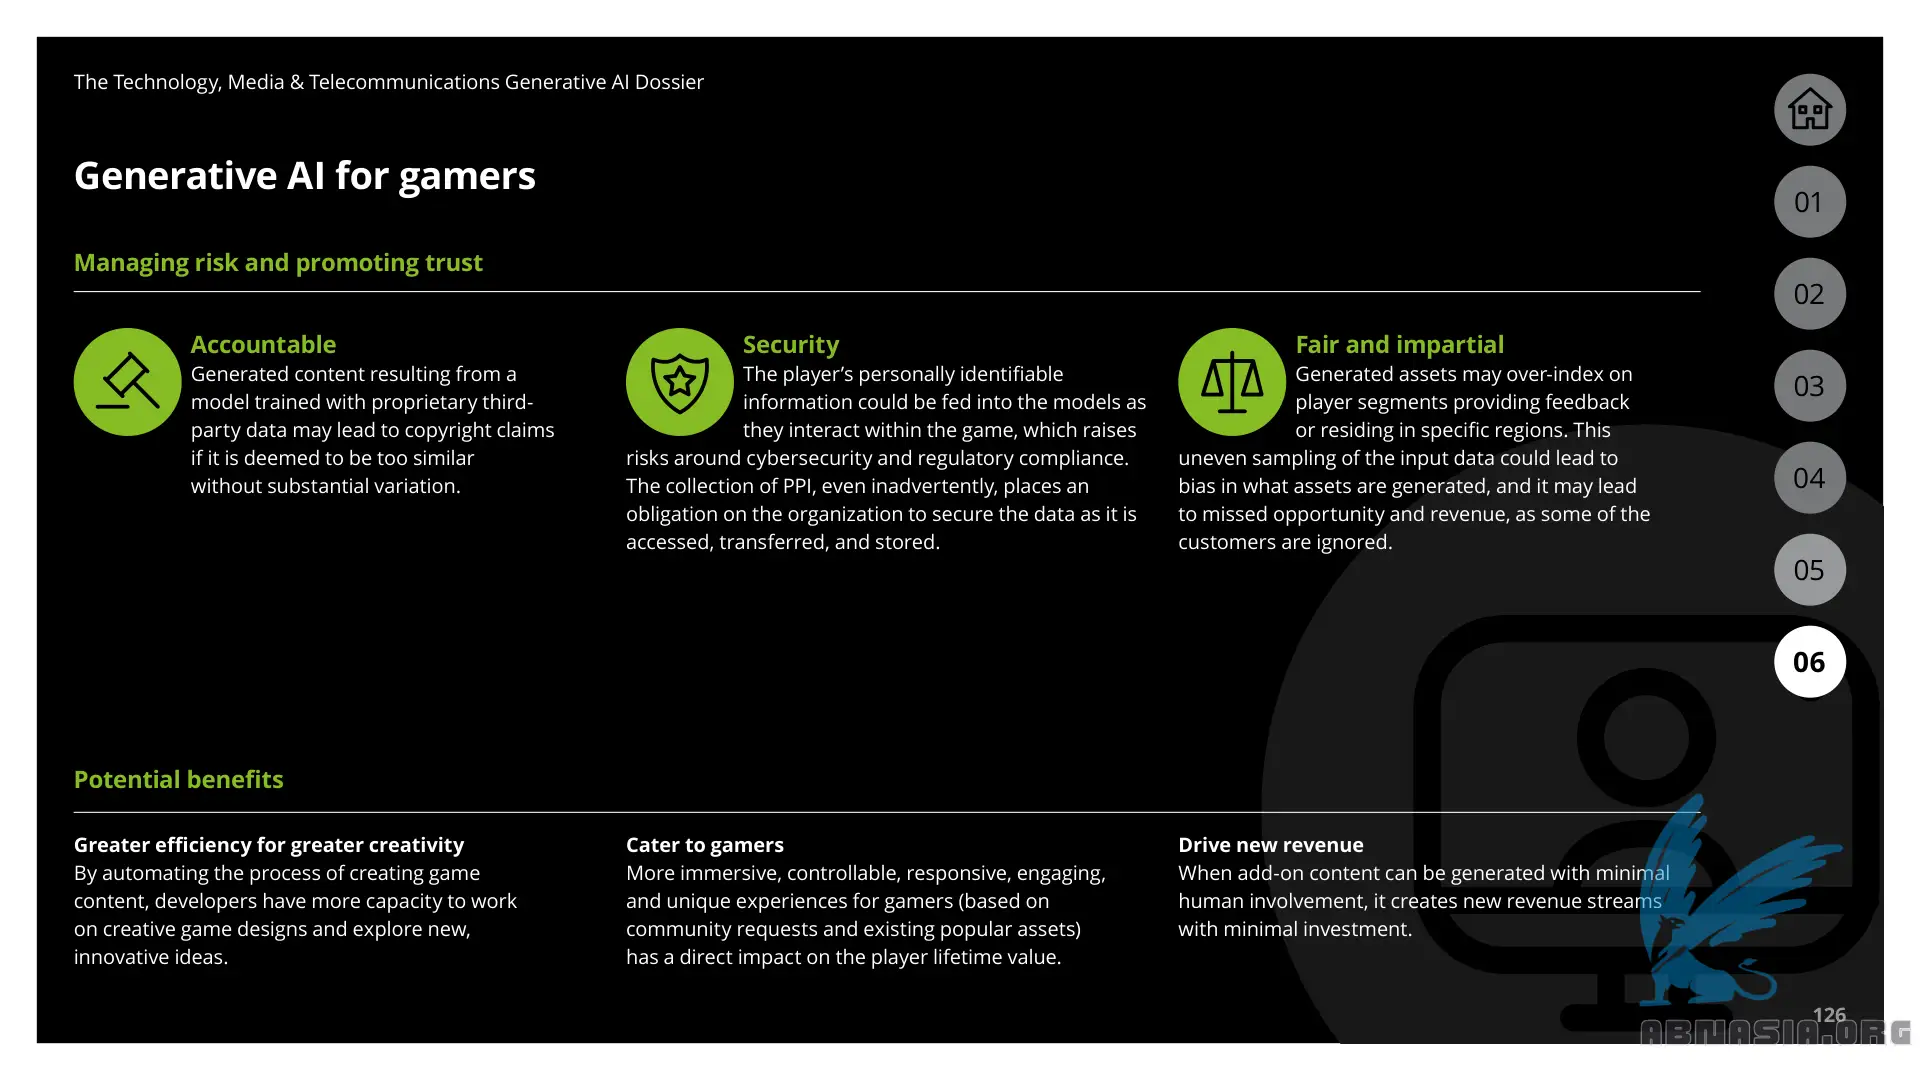 The Technology, Media & Telecommunications Generative AI Dossier
Generative AI for gamers
Managing risk and promoting trust
Accountable
Generated content resulting from a
model trained with proprietary third-
party data may lead to copyright claims
if it is deemed to be too similar
without substantial variation.
Security
The player’s personally identifiable
information could be fed into the models as
they interact within the game, which raises
risks around cybersecurity and regulatory compliance.
The collection of PPI, even inadvertently, places an
obligation on the organization to secure the data as it is
accessed, transferred, and stored.
Fair and impartial
Generated assets may over-index on
player segments providing feedback
or residing in specific regions. This
uneven sampling of the input data could lead to
bias in what assets are generated, and it may lead
to missed opportunity and revenue, as some of the
customers are ignored.
Potential benefits
Greater efficiency for greater creativity
By automating the process of creating game
content, developers have more capacity to work
on creative game designs and explore new,
innovative ideas.
Cater to gamers
More immersive, controllable, responsive, engaging,
and unique experiences for gamers (based on
community requests and existing popular assets)
has a direct impact on the player lifetime value.
Drive new revenue
When add-on content can be generated with minimal
human involvement, it creates new revenue streams
with minimal investment.
01
02
03
04
05
06
126
ABMASIA.ORG